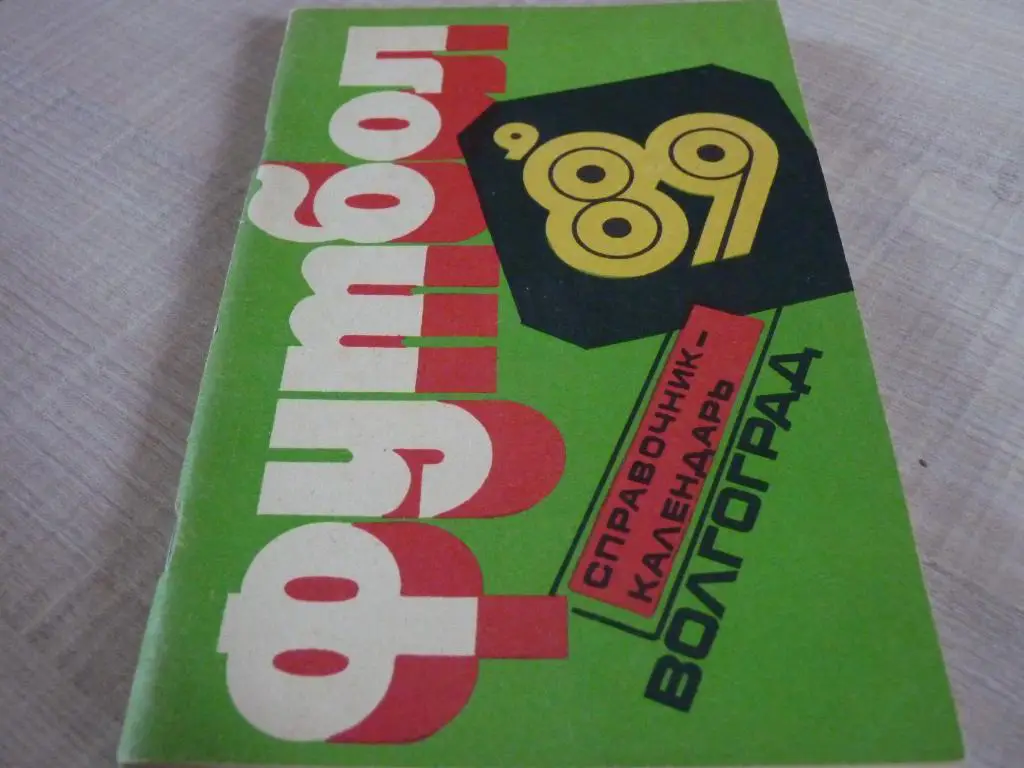 футбол
'89
СПРАВОЧНИК-
КАЛЕНДАРЬ
ВОЛГОГРАД